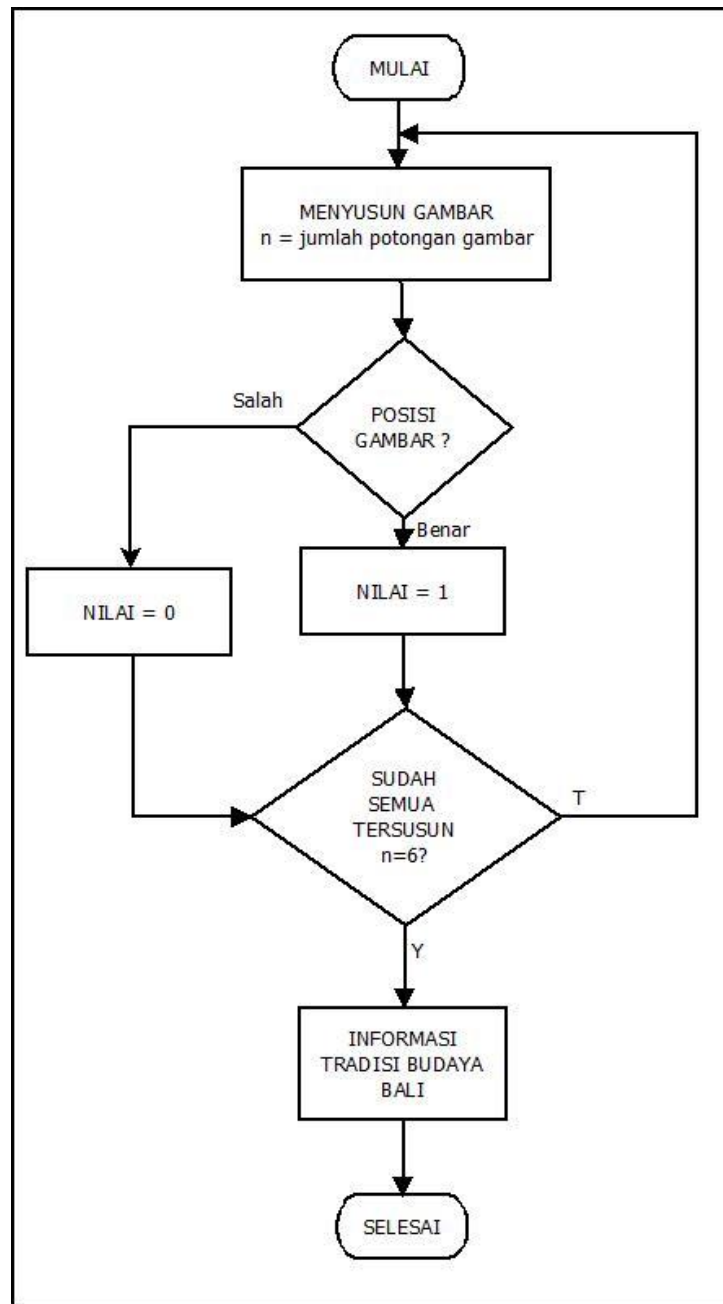 MULAI
MENYUSUN GAMBAR
n = jumlah potongan gambar
Salah
POSISI
GAMBAR ?
Benar
NILAI = 0
NILAI = 1
SUDAH
SEMUA
TERSUSUN
n=6?
T
Y
INFORMASI
TRADISI BUDAYA
BALI
SELESAI